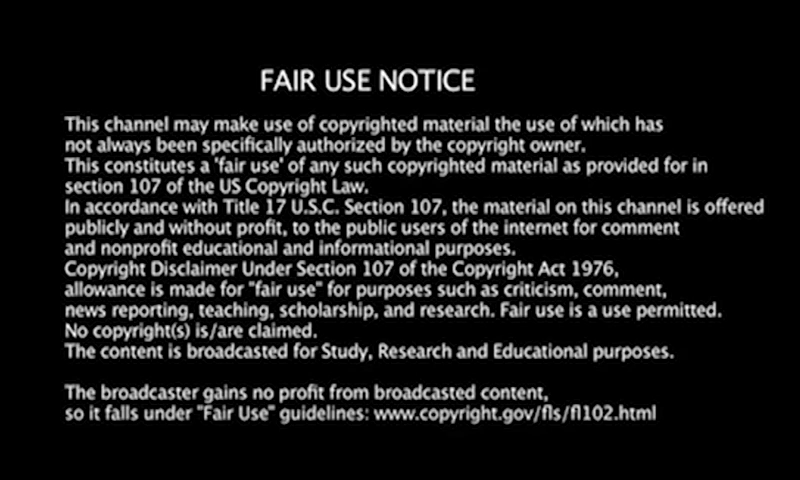 FAIR USE NOTICE
This channel may make use of copyrighted material the use of which has
not always been specifically authorized by the copyright owner.
This constitutes a 'fair use' of any such copyrighted material as provided for in
section 107 of the US Copyright Law.
In accordance with Title 17 U.S.C. Section 107, the material on this channel is offered
publicly and without profit, to the public users of the internet for comment
and nonprofit educational and informational purposes.
Copyright Disclaimer Under Section 107 of the Copyright Act 1976,
allowance is made for "fair use" for purposes such as criticism, comment,
news reporting, teaching, scholarship, and research. Fair use is a use permitted.
No copyright(s) is/are claimed.
The content is broadcasted for Study, Research and Educational purposes.
The broadcaster gains no profit from broadcasted content,
so it falls under "Fair Use" guidelines: www.copyright.gov/fls/fl102.html